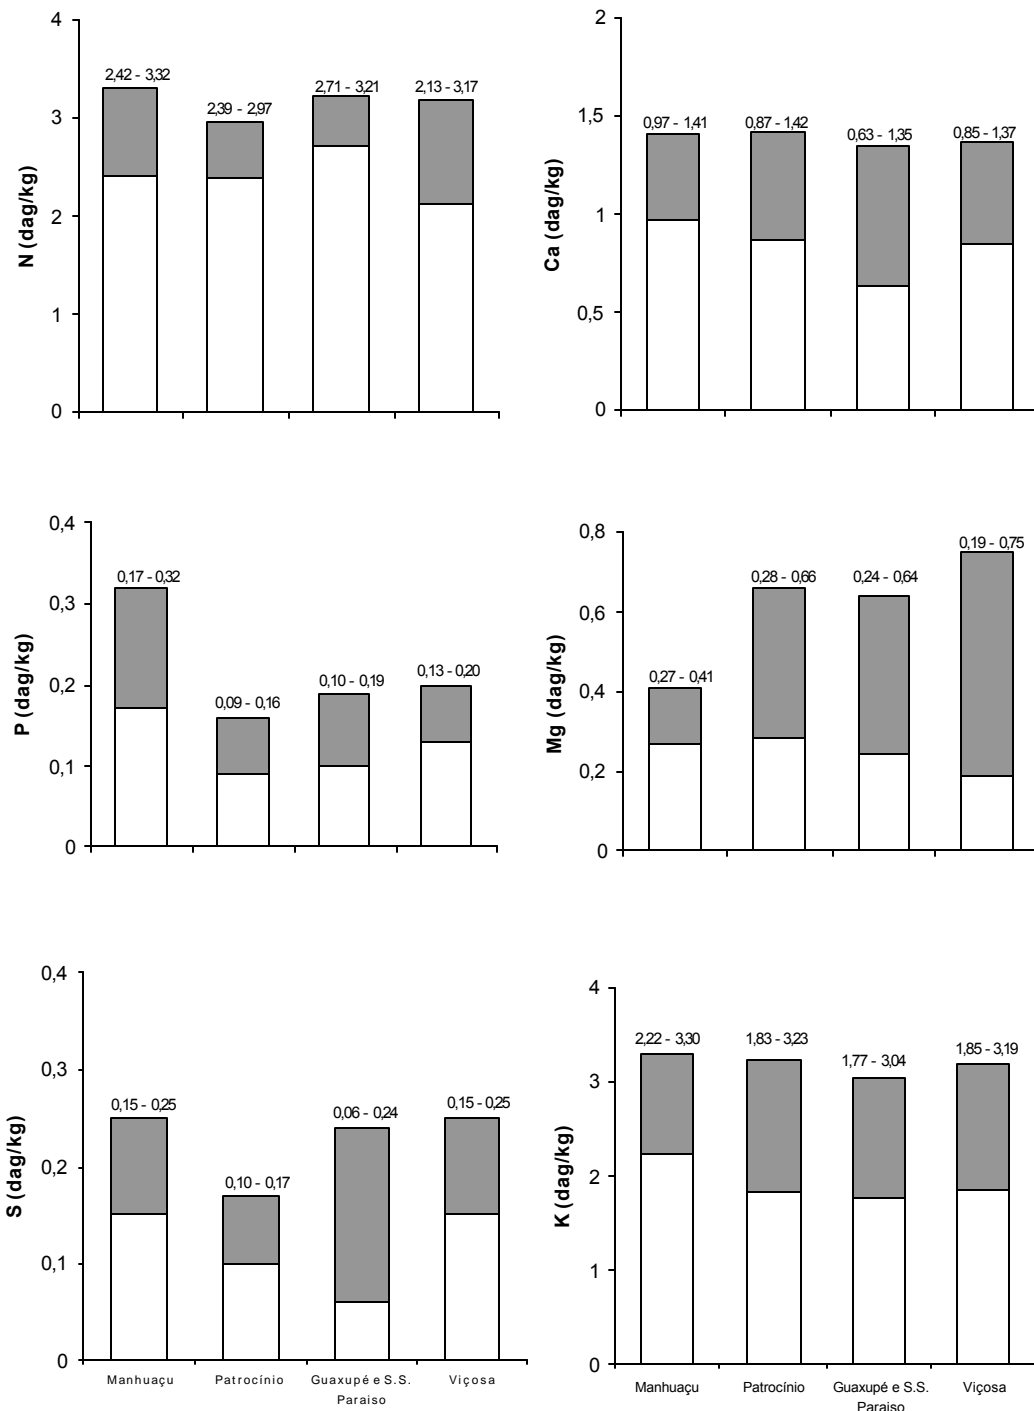 N (dag/kg)
4
3
2
1
0
2,42 - 3,32
2,39 - 2,97
2,71 - 3,21
2,13 - 3,17
Ca (dag/kg)
2
1,5
1
0,5
0
0,97 - 1,41
0,87 - 1,42
0,63 - 1,35
0,85 - 1,37
P (dag/kg)
0,4
0,3
0,2
0,1
0
0,17 - 0,32
0,09 - 0,16
0,10 - 0,19
0,13 - 0,20
Mg (dag/kg)
0,8
0,6
0,4
0,2
0
0,27 - 0,41
0,28 - 0,66
0,24 - 0,64
0,19 - 0,75
S (dag/kg)
0,4
0,3
0,2
0,1
0
0,15 - 0,25
0,10 - 0,17
0,06 - 0,24
0,15 - 0,25
Manhuaçu
Patrocínio
Guaxupé e S.S.
Paraiso
Viçosa
K (dag/kg)
4
3
2
1
0
2,22 - 3,30
1,83 - 3,23
1,77 - 3,04
1,85 - 3,19
Manhuaçu
Patrocínio
Guaxupé e S.S.
Paraiso
Viçosa